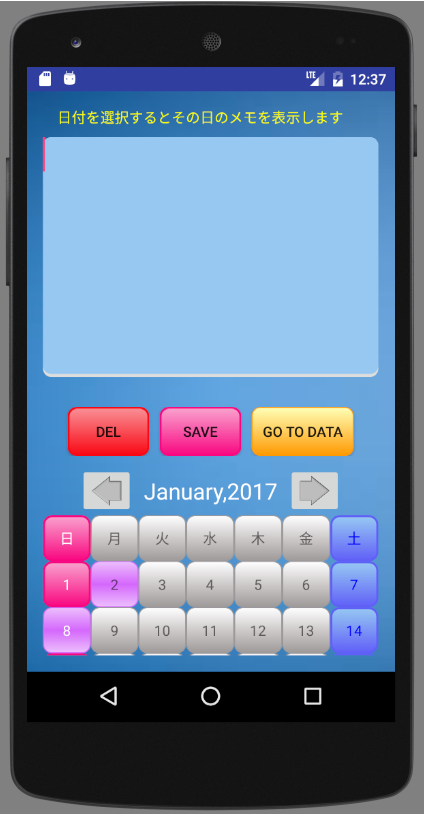 LTE 12:37
日付を選択するとその日のメモを表示します
DEL SAVE GO TO DATA
January,2017
日 月 火 水 木 金 土
1 2 3 4 5 6 7
8 9 10 11 12 13 14